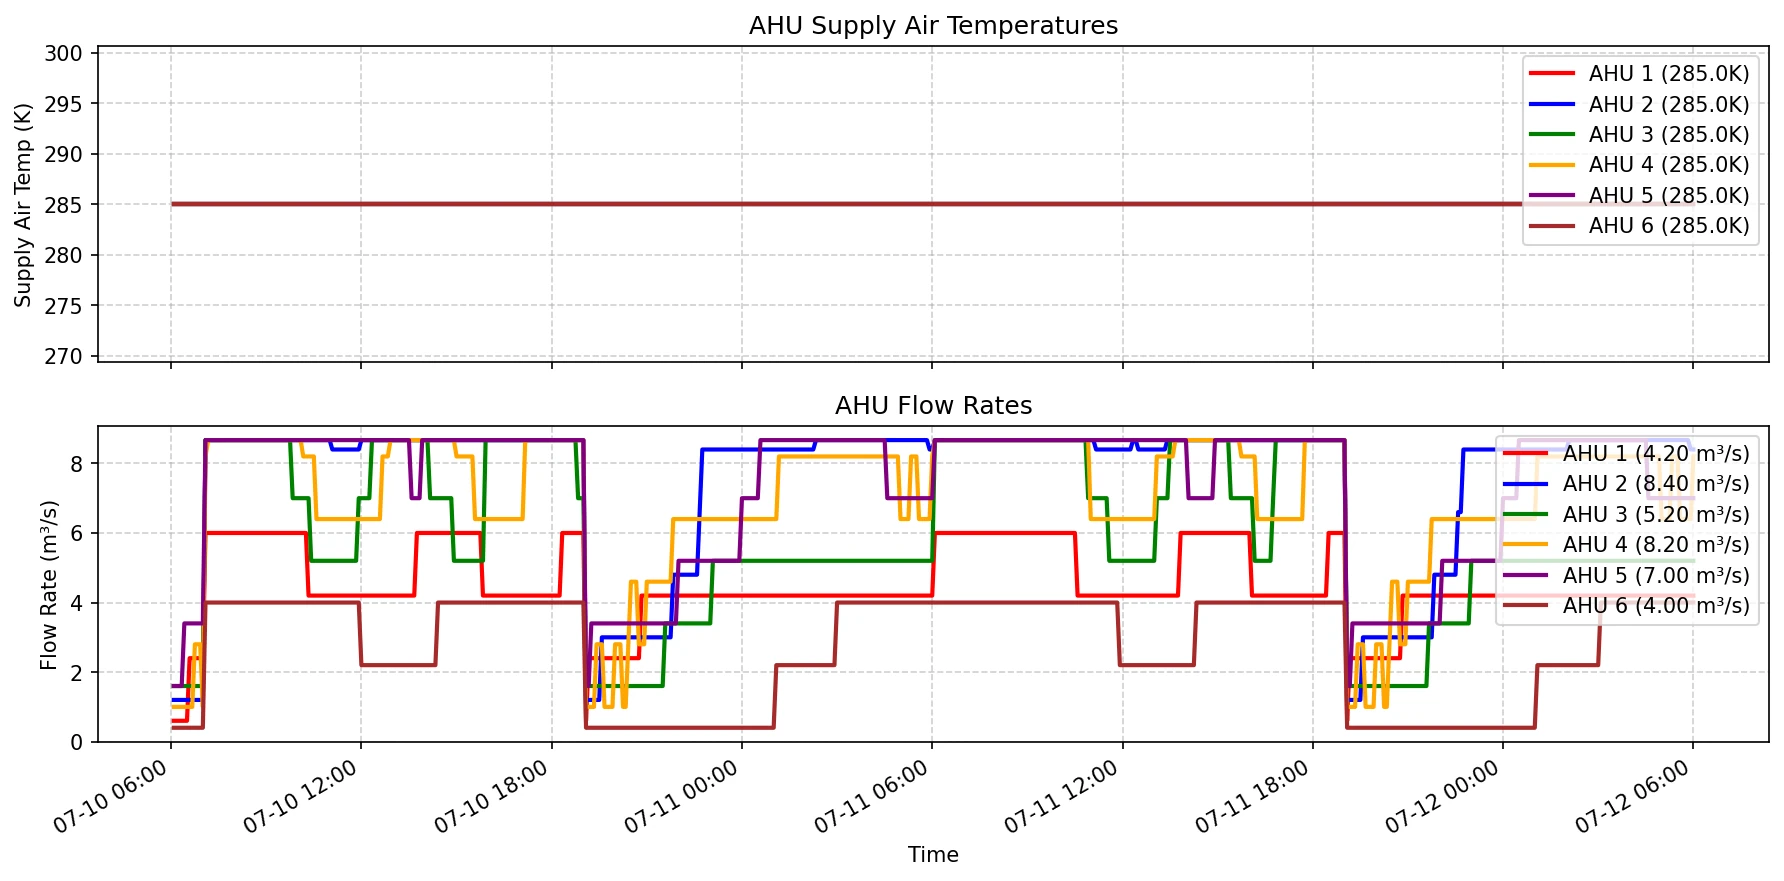 AHU Supply Air Temperatures
Supply Air Temp (K)
300
295
290
285
280
275
270
AHU 1 (285.0K)
AHU 2 (285.0K)
AHU 3 (285.0K)
AHU 4 (285.0K)
AHU 5 (285.0K)
AHU 6 (285.0K)
AHU Flow Rates
Flow Rate (m³/s)
8
6
4
2
0
AHU 1 (4.20 m³/s)
AHU 2 (8.40 m³/s)
AHU 3 (5.20 m³/s)
AHU 4 (8.20 m³/s)
AHU 5 (7.00 m³/s)
AHU 6 (4.00 m³/s)
07-10 06:00
07-10 12:00
07-10 18:00
07-11 00:00
07-11 06:00
07-11 12:00
07-11 18:00
07-12 00:00
07-12 06:00
Time